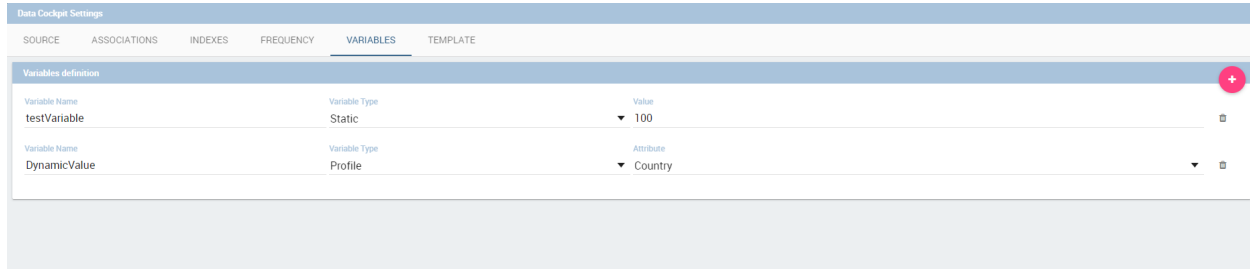 Data Cockpit Settings
SOURCE ASSOCIATIONS INDEXES FREQUENCY VARIABLES TEMPLATE
Variables definition
+
Variable Name Variable Type Value
testVariable Static 100
Variable Name Variable Type Attribute
DynamicValue Profile Country